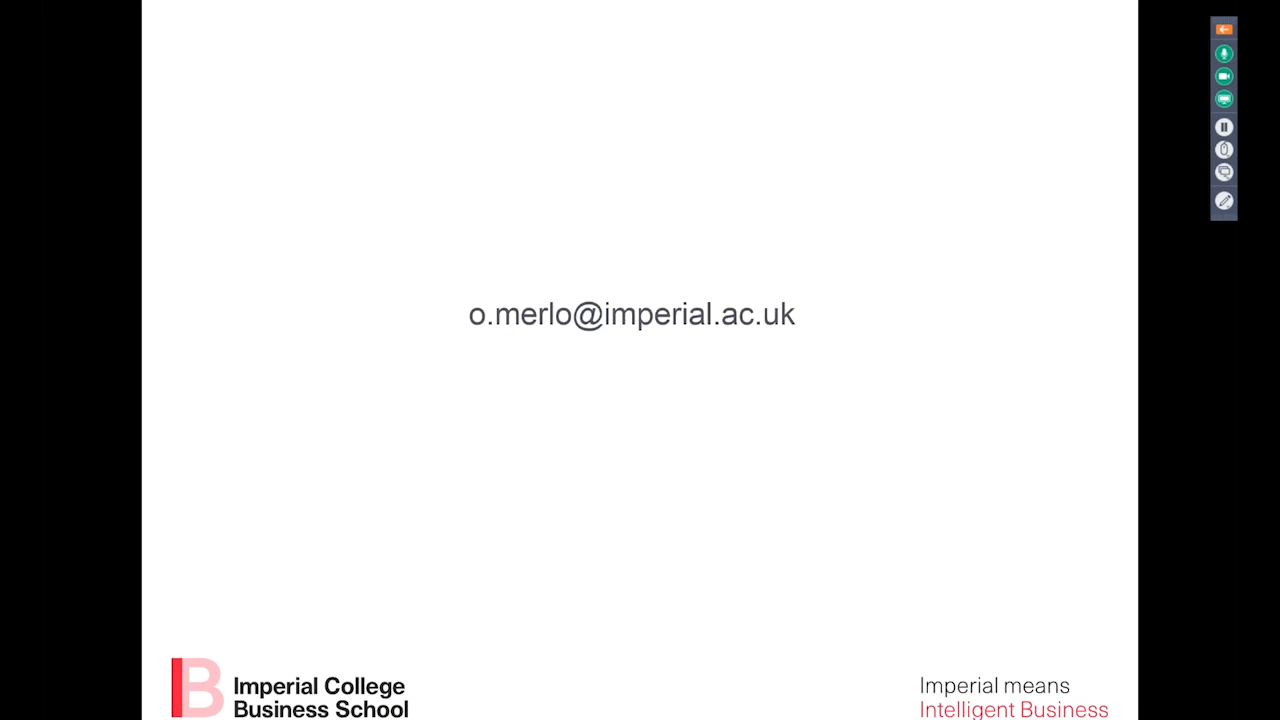 o.merlo@imperial.ac.uk
B
Imperial College
Business School
Imperial means
Intelligent Business